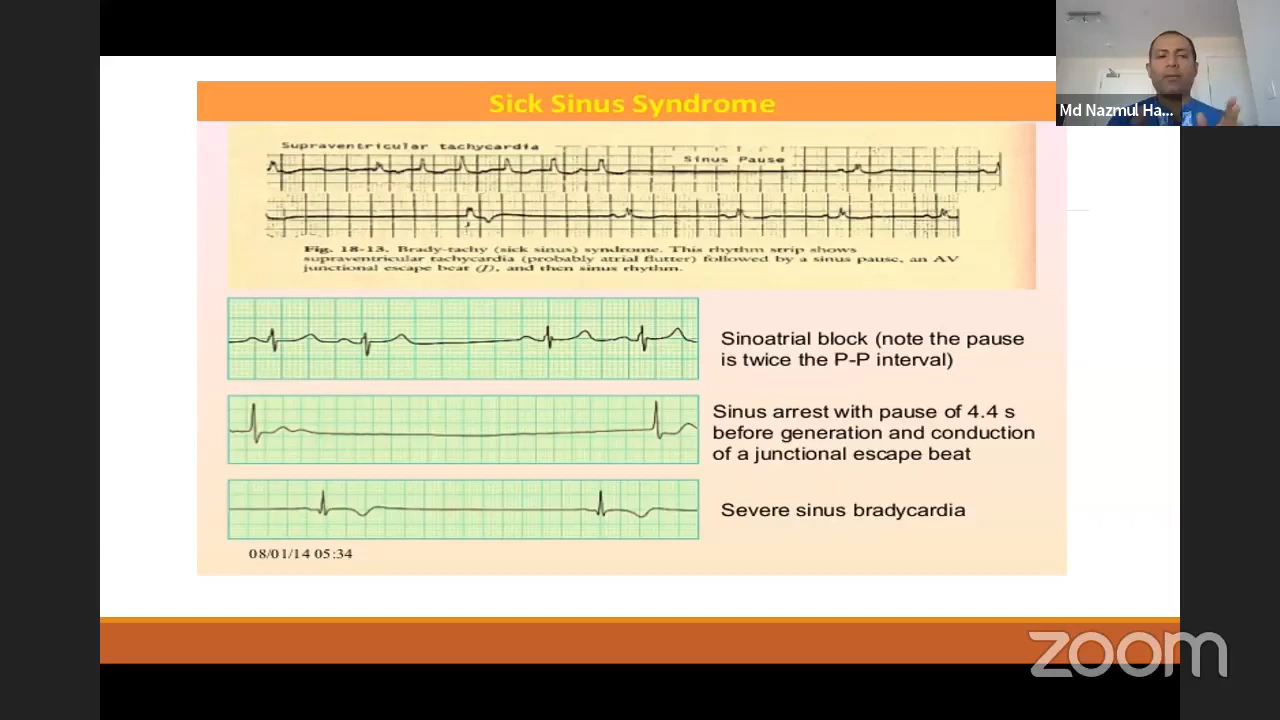 Sick Sinus Syndrome
Md Nazmul Ha...
Supraventricular tachycardia
Sinus Pause
Fig. 18-13. Brady-tachy (sick sinus) syndrome. This rhythm strip shows
supraventricular tachycardia (probably atrial flutter) followed by a sinus pause, an AV
junctional escape beat (J), and then sinus rhythm.
Sinoatrial block (note the pause
is twice the P-P interval)
Sinus arrest with pause of 4.4 s
before generation and conduction
of a junctional escape beat
Severe sinus bradycardia
08/01/14 05:34
zoom